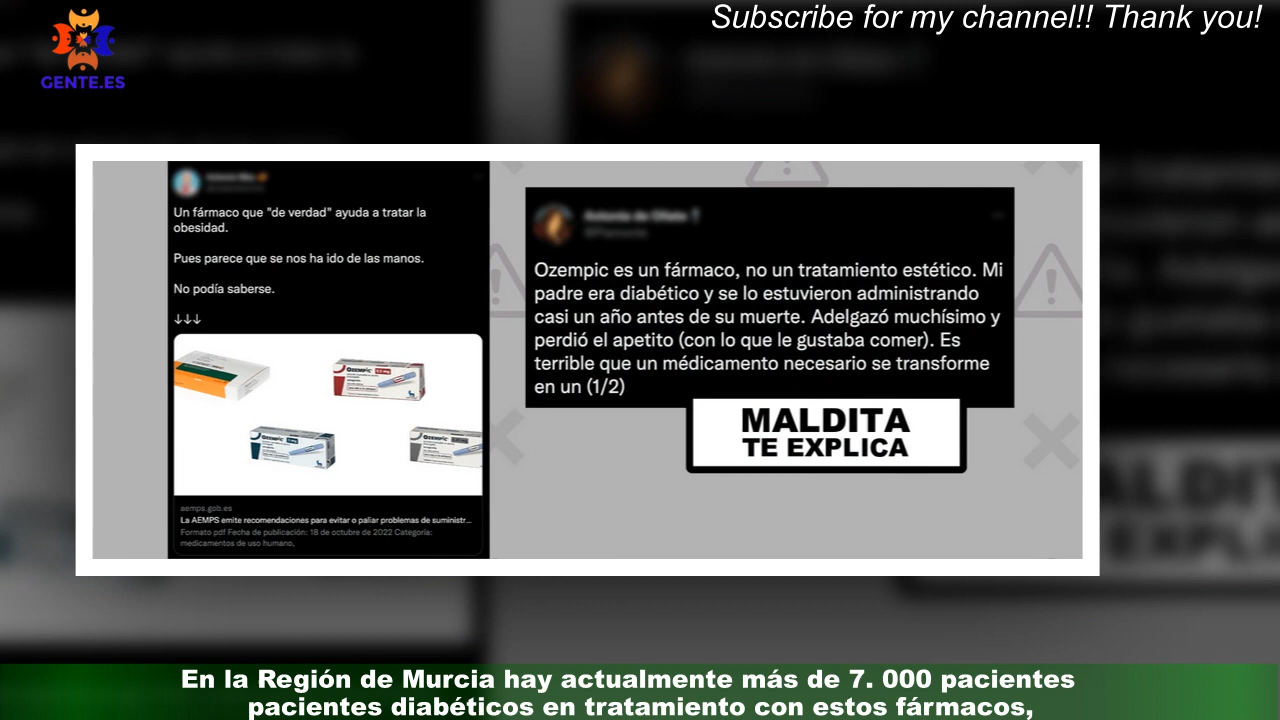 Subscribe for my channel!! Thank you!
GENTE.ES
Un fármaco que "de verdad" ayuda a tratar la
obesidad.
Pues parece que se nos ha ido de las manos.
No podía saberse.
↓↓↓
OZEMPIC
OZEMPIC
OZEMPIC
aemps.gob.es
La AEMPS emite recomendaciones para evitar o paliar problemas de suministr...
Formato pdf Fecha de publicación: 18 de octubre de 2022 Categoría:
medicamentos de uso humano,
Ozempic es un fármaco, no un tratamiento estético. Mi
padre era diabético y se lo estuvieron administrando
casi un año antes de su muerte. Adelgazó muchísimo y
perdió el apetito (con lo que le gustaba comer). Es
terrible que un médicamento necesario se transforme
en un (1/2)
MALDITA
TE EXPLICA
En la Región de Murcia hay actualmente más de 7. 000 pacientes
pacientes diabéticos en tratamiento con estos fármacos,